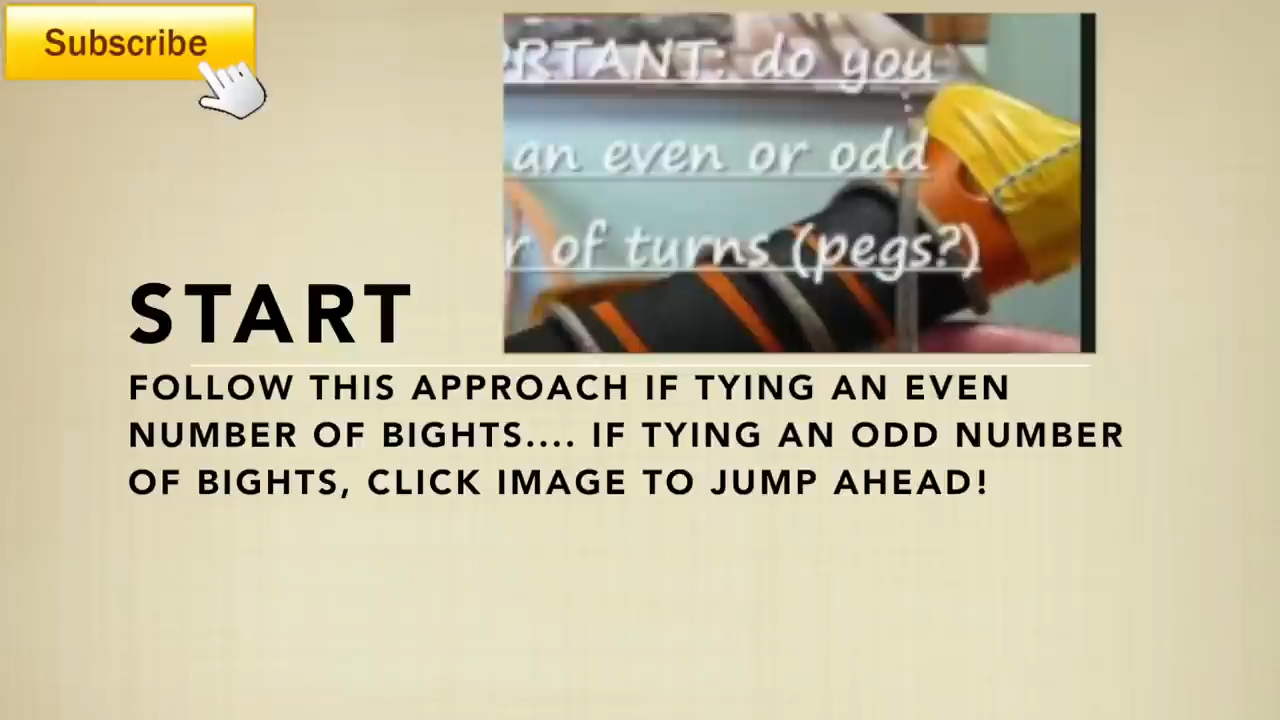 Subscribe
RTANT: do you
an even or odd
r of turns (pegs?)
START
FOLLOW THIS APPROACH IF TYING AN EVEN
NUMBER OF BIGHTS.... IF TYING AN ODD NUMBER
OF BIGHTS, CLICK IMAGE TO JUMP AHEAD!